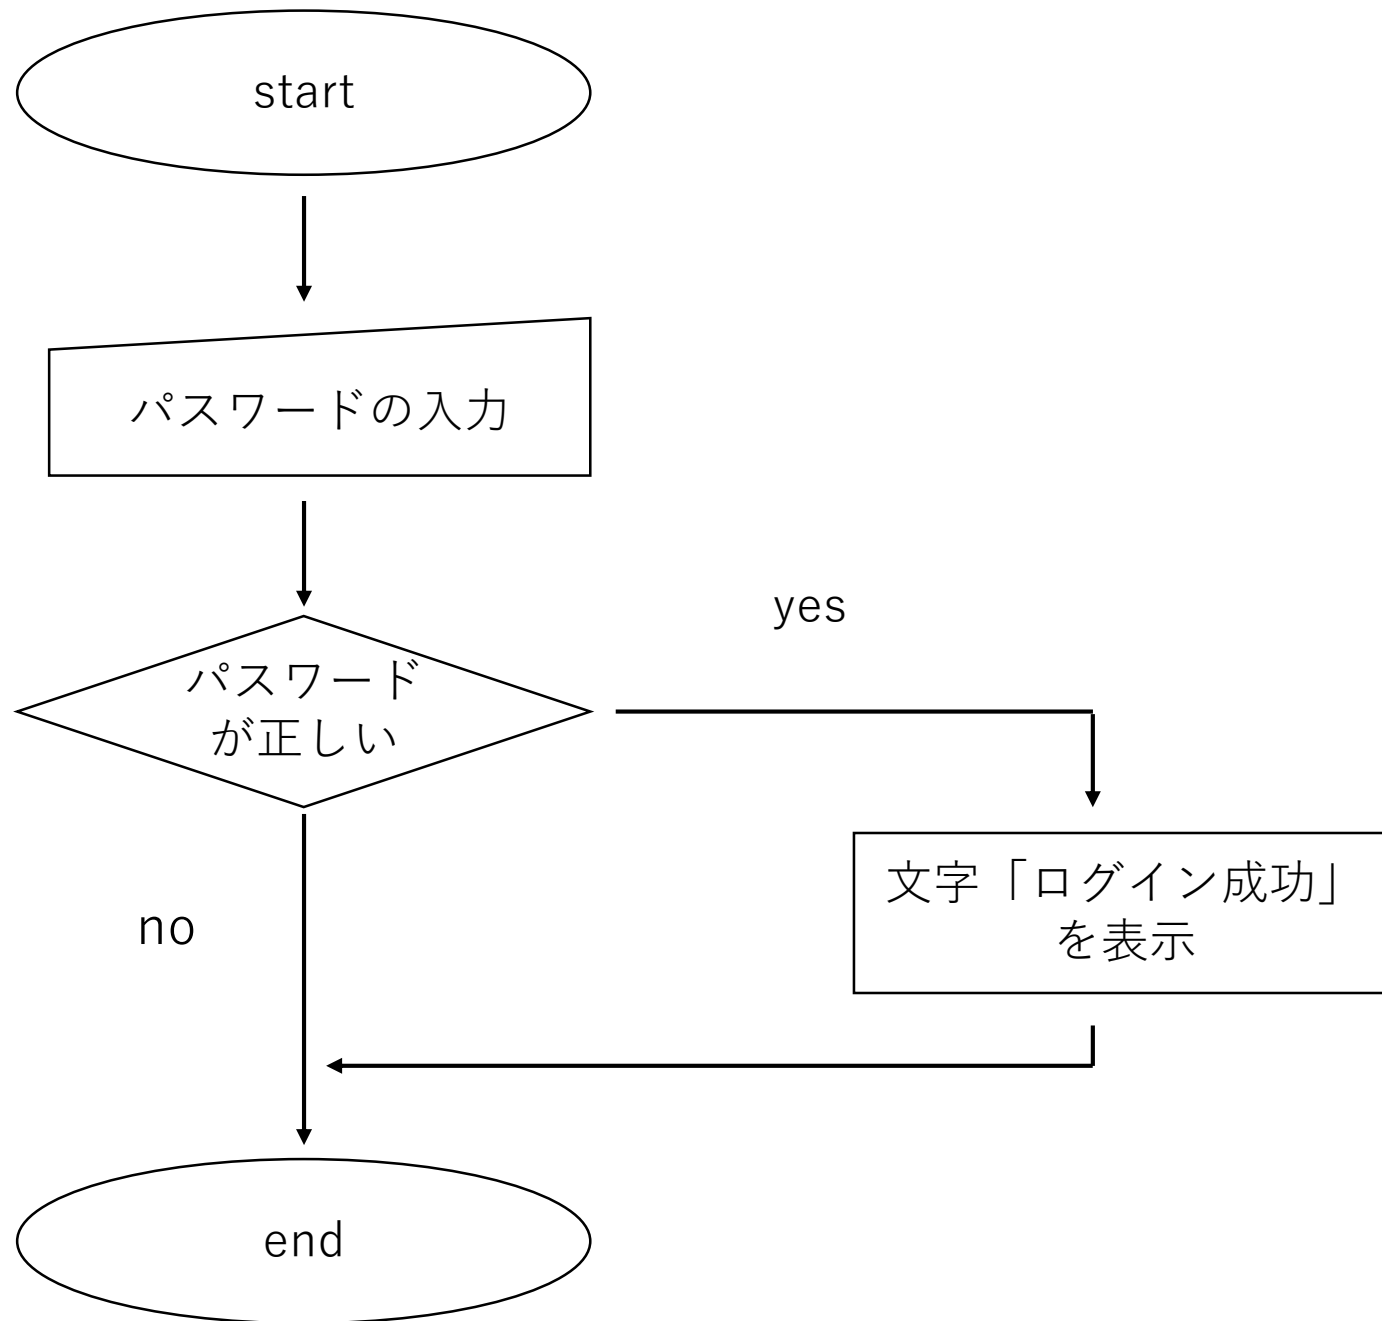 start
パスワードの入力
yes
パスワード
が正しい
文字「ログイン成功」
を表示
no
end